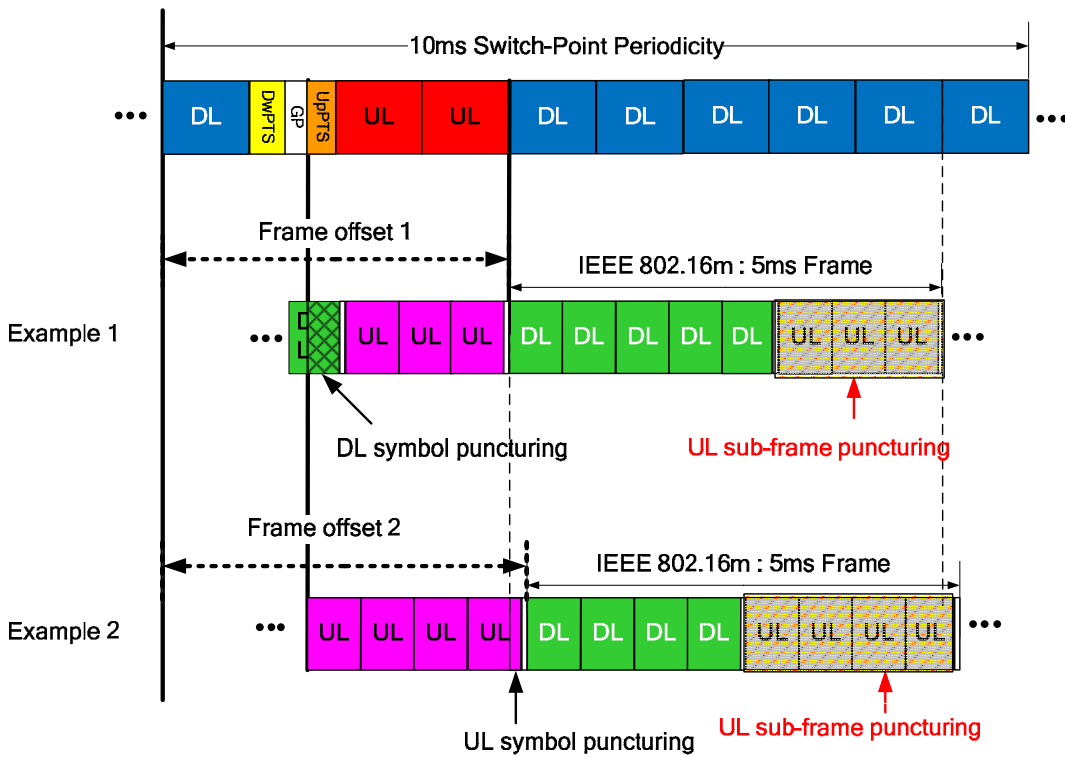 10ms Switch-Point Periodicity
••• DL DwPTS GP UpPTS UL UL DL DL DL DL DL DL •••
Frame offset 1
IEEE 802.16m : 5ms Frame
Example 1 ••• UL UL UL DL DL DL DL DL UL UL UL •••
DL symbol puncturing
UL sub-frame puncturing
Frame offset 2
IEEE 802.16m : 5ms Frame
Example 2 ••• UL UL UL UL DL DL DL DL UL UL UL UL •••
UL symbol puncturing
UL sub-frame puncturing